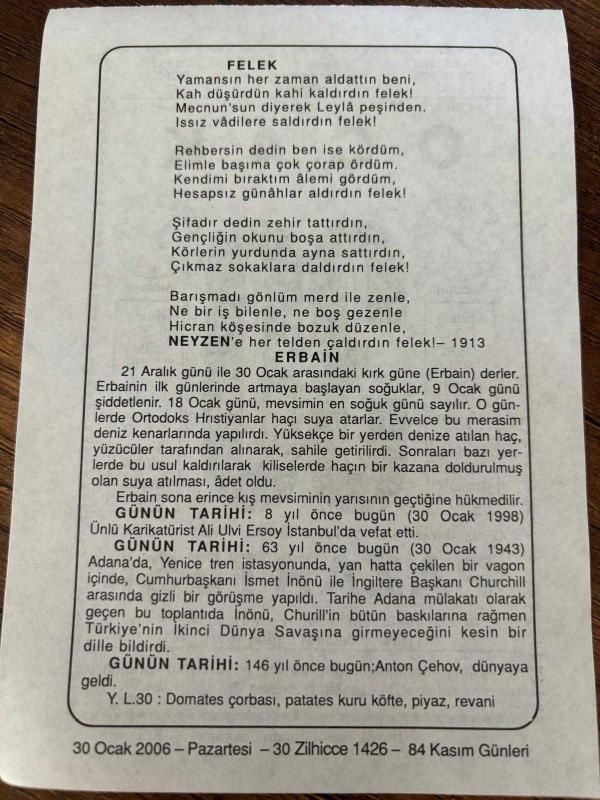 FELEK
Yamansın her zaman aldattın beni,
Kah düşürdün kahi kaldırdın felek!
Mecnun'sun diyerek Leylâ peşinden.
Issız vâdilere saldırdın felek!
Rehbersin dedin ben ise kördüm,
Elimle başıma çok çorap ördüm.
Kendimi bıraktım âlemi gördüm,
Hesapsız günâhlar aldırdın felek!
Şifadır dedin zehir tattırdın,
Gençliğin okunu boşa attırdın,
Körlerin yurdunda ayna sattırdın,
Çıkmaz sokaklara daldırdın felek!
Barışmadı gönlüm merd ile zenle,
Ne bir iş bilenle, ne boş gezenle
Hicran köşesinde bozuk düzenle,
NEYZEN'e her telden çaldırdın felek!– 1913
ERBAİN
21 Aralık günü ile 30 Ocak arasındaki kırk güne (Erbain) derler.
Erbainin ilk günlerinde artmaya başlayan soğuklar, 9 Ocak günü
şiddetlenir. 18 Ocak günü, mevsimin en soğuk günü sayılır. O gün-
lerde Ortodoks Hrıstiyanlar haçı suya atarlar. Evvelce bu merasim
deniz kenarlarında yapılırdı. Yüksekçe bir yerden denize atılan haç,
yüzücüler tarafından alınarak, sahile getirilirdi. Sonraları bazı yer-
lerde bu usul kaldırılarak kiliselerde haçın bir kazana doldurulmuş
olan suya atılması, âdet oldu.
Erbain sona erince kış mevsiminin yarısının geçtiğine hükmedilir.
GÜNÜN TARİHİ: 8 yıl önce bugün (30 Ocak 1998)
Ünlü Karikatürist Ali Ulvi Ersoy İstanbul'da vefat etti.
GÜNÜN TARİHİ: 63 yıl önce bugün (30 Ocak 1943)
Adana'da, Yenice tren istasyonunda, yan hatta çekilen bir vagon
içinde, Cumhurbaşkanı İsmet İnönü ile İngiltere Başkanı Churchill
arasında gizli bir görüşme yapıldı. Tarihe Adana mülakatı olarak
geçen bu toplantıda İnönü, Churill'in bütün baskılarına rağmen
Türkiye'nin İkinci Dünya Savaşına girmeyeceğini kesin bir
dille bildirdi.
GÜNÜN TARİHİ: 146 yıl önce bugün;Anton Çehov, dünyaya
geldi.
Y. L.30 : Domates çorbası, patates kuru köfte, piyaz, revani
30 Ocak 2006 – Pazartesi – 30 Zilhicce 1426 – 84 Kasım Günleri